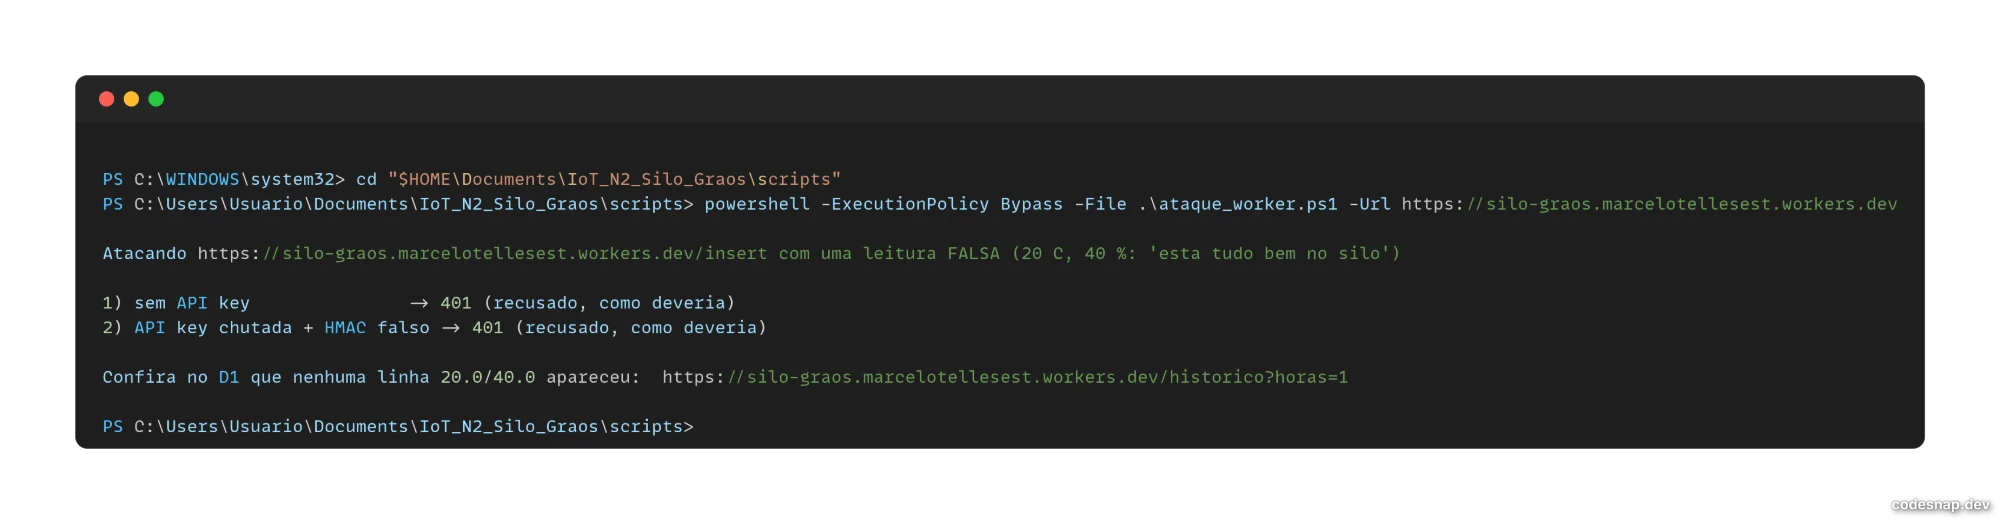 PS C:\WINDOWS\system32> cd "$HOME\Documents\IoT_N2_Silo_Graos\scripts"
PS C:\Users\Usuario\Documents\IoT_N2_Silo_Graos\scripts> powershell -ExecutionPolicy Bypass -File .\ataque_worker.ps1 -Url https://silo-graos.marcelotellesest.workers.dev
Atacando https://silo-graos.marcelotellesest.workers.dev/insert com uma leitura FALSA (20 C, 40 %: 'esta tudo bem no silo')
1) sem API key -> 401 (recusado, como deveria)
2) API key chutada + HMAC falso -> 401 (recusado, como deveria)
Confira no D1 que nenhuma linha 20.0/40.0 apareceu: https://silo-graos.marcelotellesest.workers.dev/historico?horas=1
PS C:\Users\Usuario\Documents\IoT_N2_Silo_Graos\scripts>
codesnap.dev